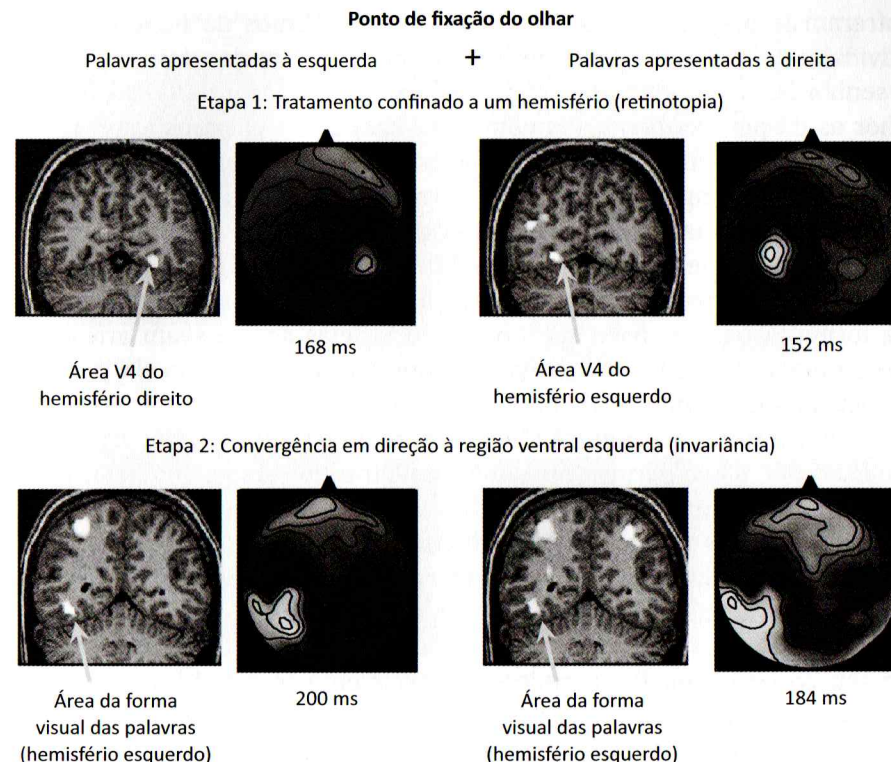 Ponto de fixação do olhar
Palavras apresentadas à esquerda + Palavras apresentadas à direita
Etapa 1: Tratamento confinado a um hemisfério (retinotopia)
168 ms
152 ms
Área V4 do
hemisfério direito
Área V4 do
hemisfério esquerdo
Etapa 2: Convergência em direção à região ventral esquerda (invariância)
200 ms
184 ms
Área da forma
visual das palavras
(hemisfério esquerdo)
Área da forma
visual das palavras
(hemisfério esquerdo)